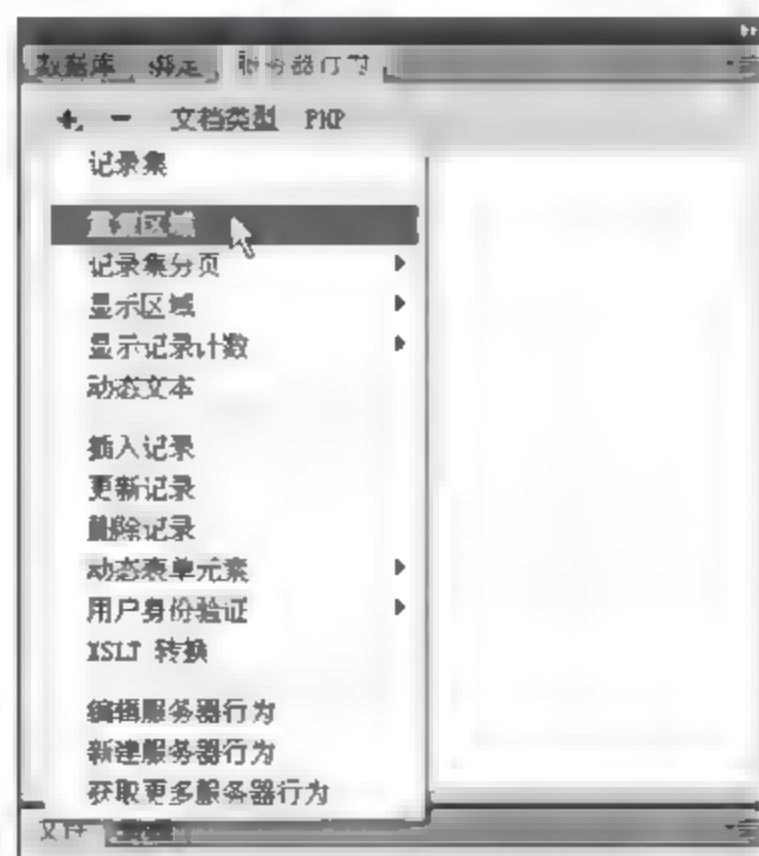 数据库 绑定 服务器行为
+ - 文档类型 PHP
记录集
重复区域
记录集分页
显示区域
显示记录计数
动态文本
插入记录
更新记录
删除记录
动态表单元素
用户身份验证
XSLT 转换
编辑服务器行为
新建服务器行为
获取更多服务器行为
文件